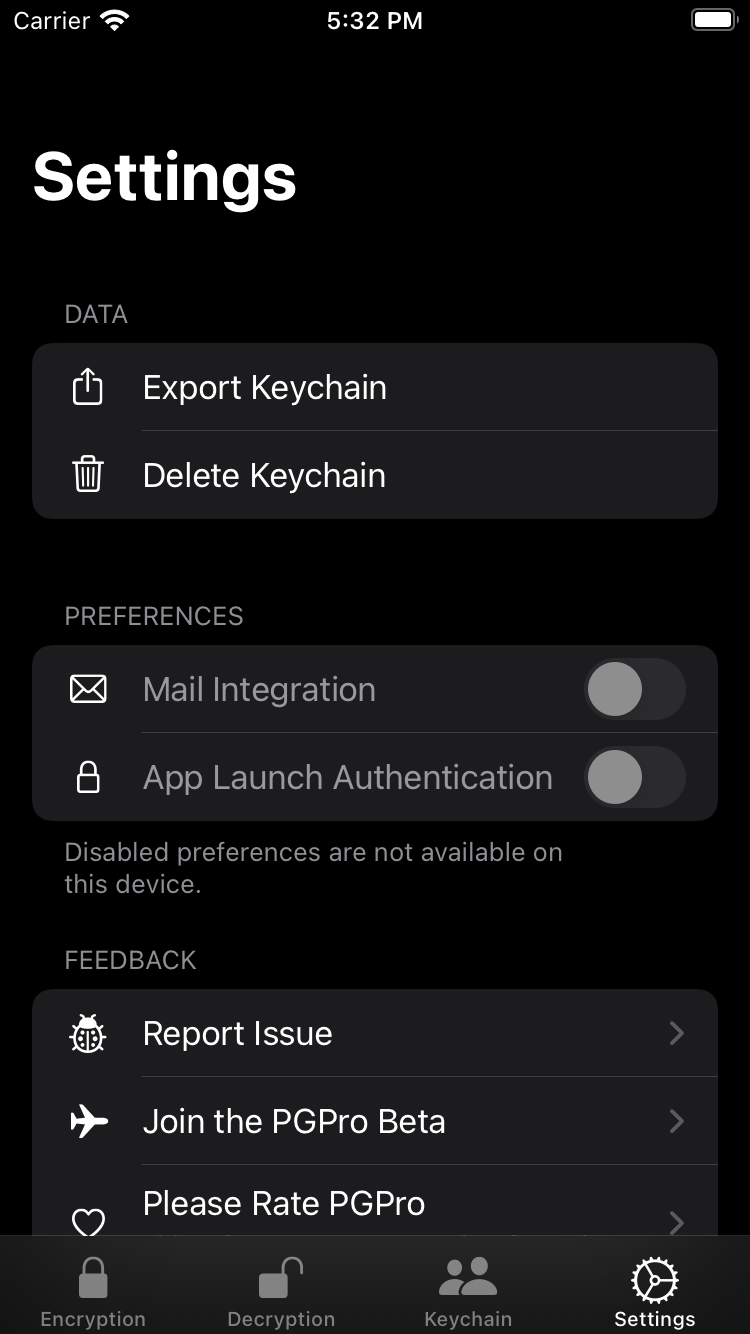 Carrier
5:32 PM
Settings
DATA
Export Keychain
Delete Keychain
PREFERENCES
Mail Integration
App Launch Authentication
Disabled preferences are not available on
this device.
FEEDBACK
Report Issue
Join the PGPro Beta
Please Rate PGPro
Encryption
Decryption
Keychain
Settings